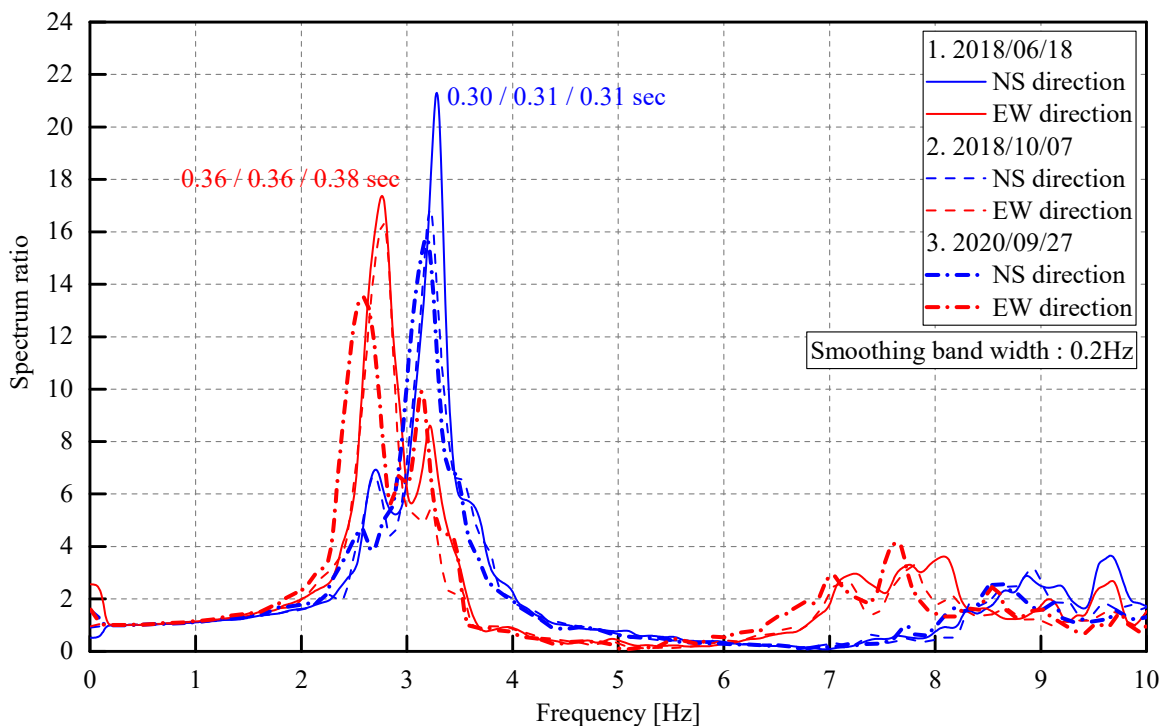 24
22
20
18
16
14
12
10
8
6
4
2
0
Spectrum ratio
0.30 / 0.31 / 0.31 sec
0.36 / 0.36 / 0.38 sec
1. 2018/06/18
NS direction
EW direction
2. 2018/10/07
NS direction
EW direction
3. 2020/09/27
NS direction
EW direction
Smoothing band width : 0.2Hz
0 1 2 3 4 5 6 7 8 9 10
Frequency [Hz]